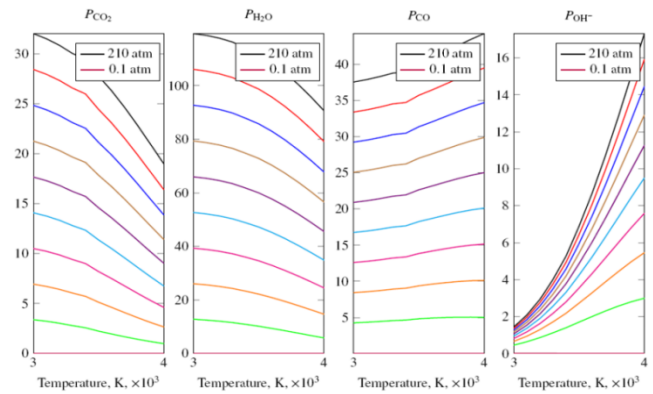 P_CO₂ P_H₂O P_CO P_OH⁻
210 atm
0.1 atm
30
25
20
15
10
5
0
3 4
Temperature, K, ×10³
210 atm
0.1 atm
100
80
60
40
20
0
3 4
Temperature, K, ×10³
210 atm
0.1 atm
40
35
30
25
20
15
10
5
3 4
Temperature, K, ×10³
210 atm
0.1 atm
16
14
12
10
8
6
4
2
0
3 4
Temperature, K, ×10³